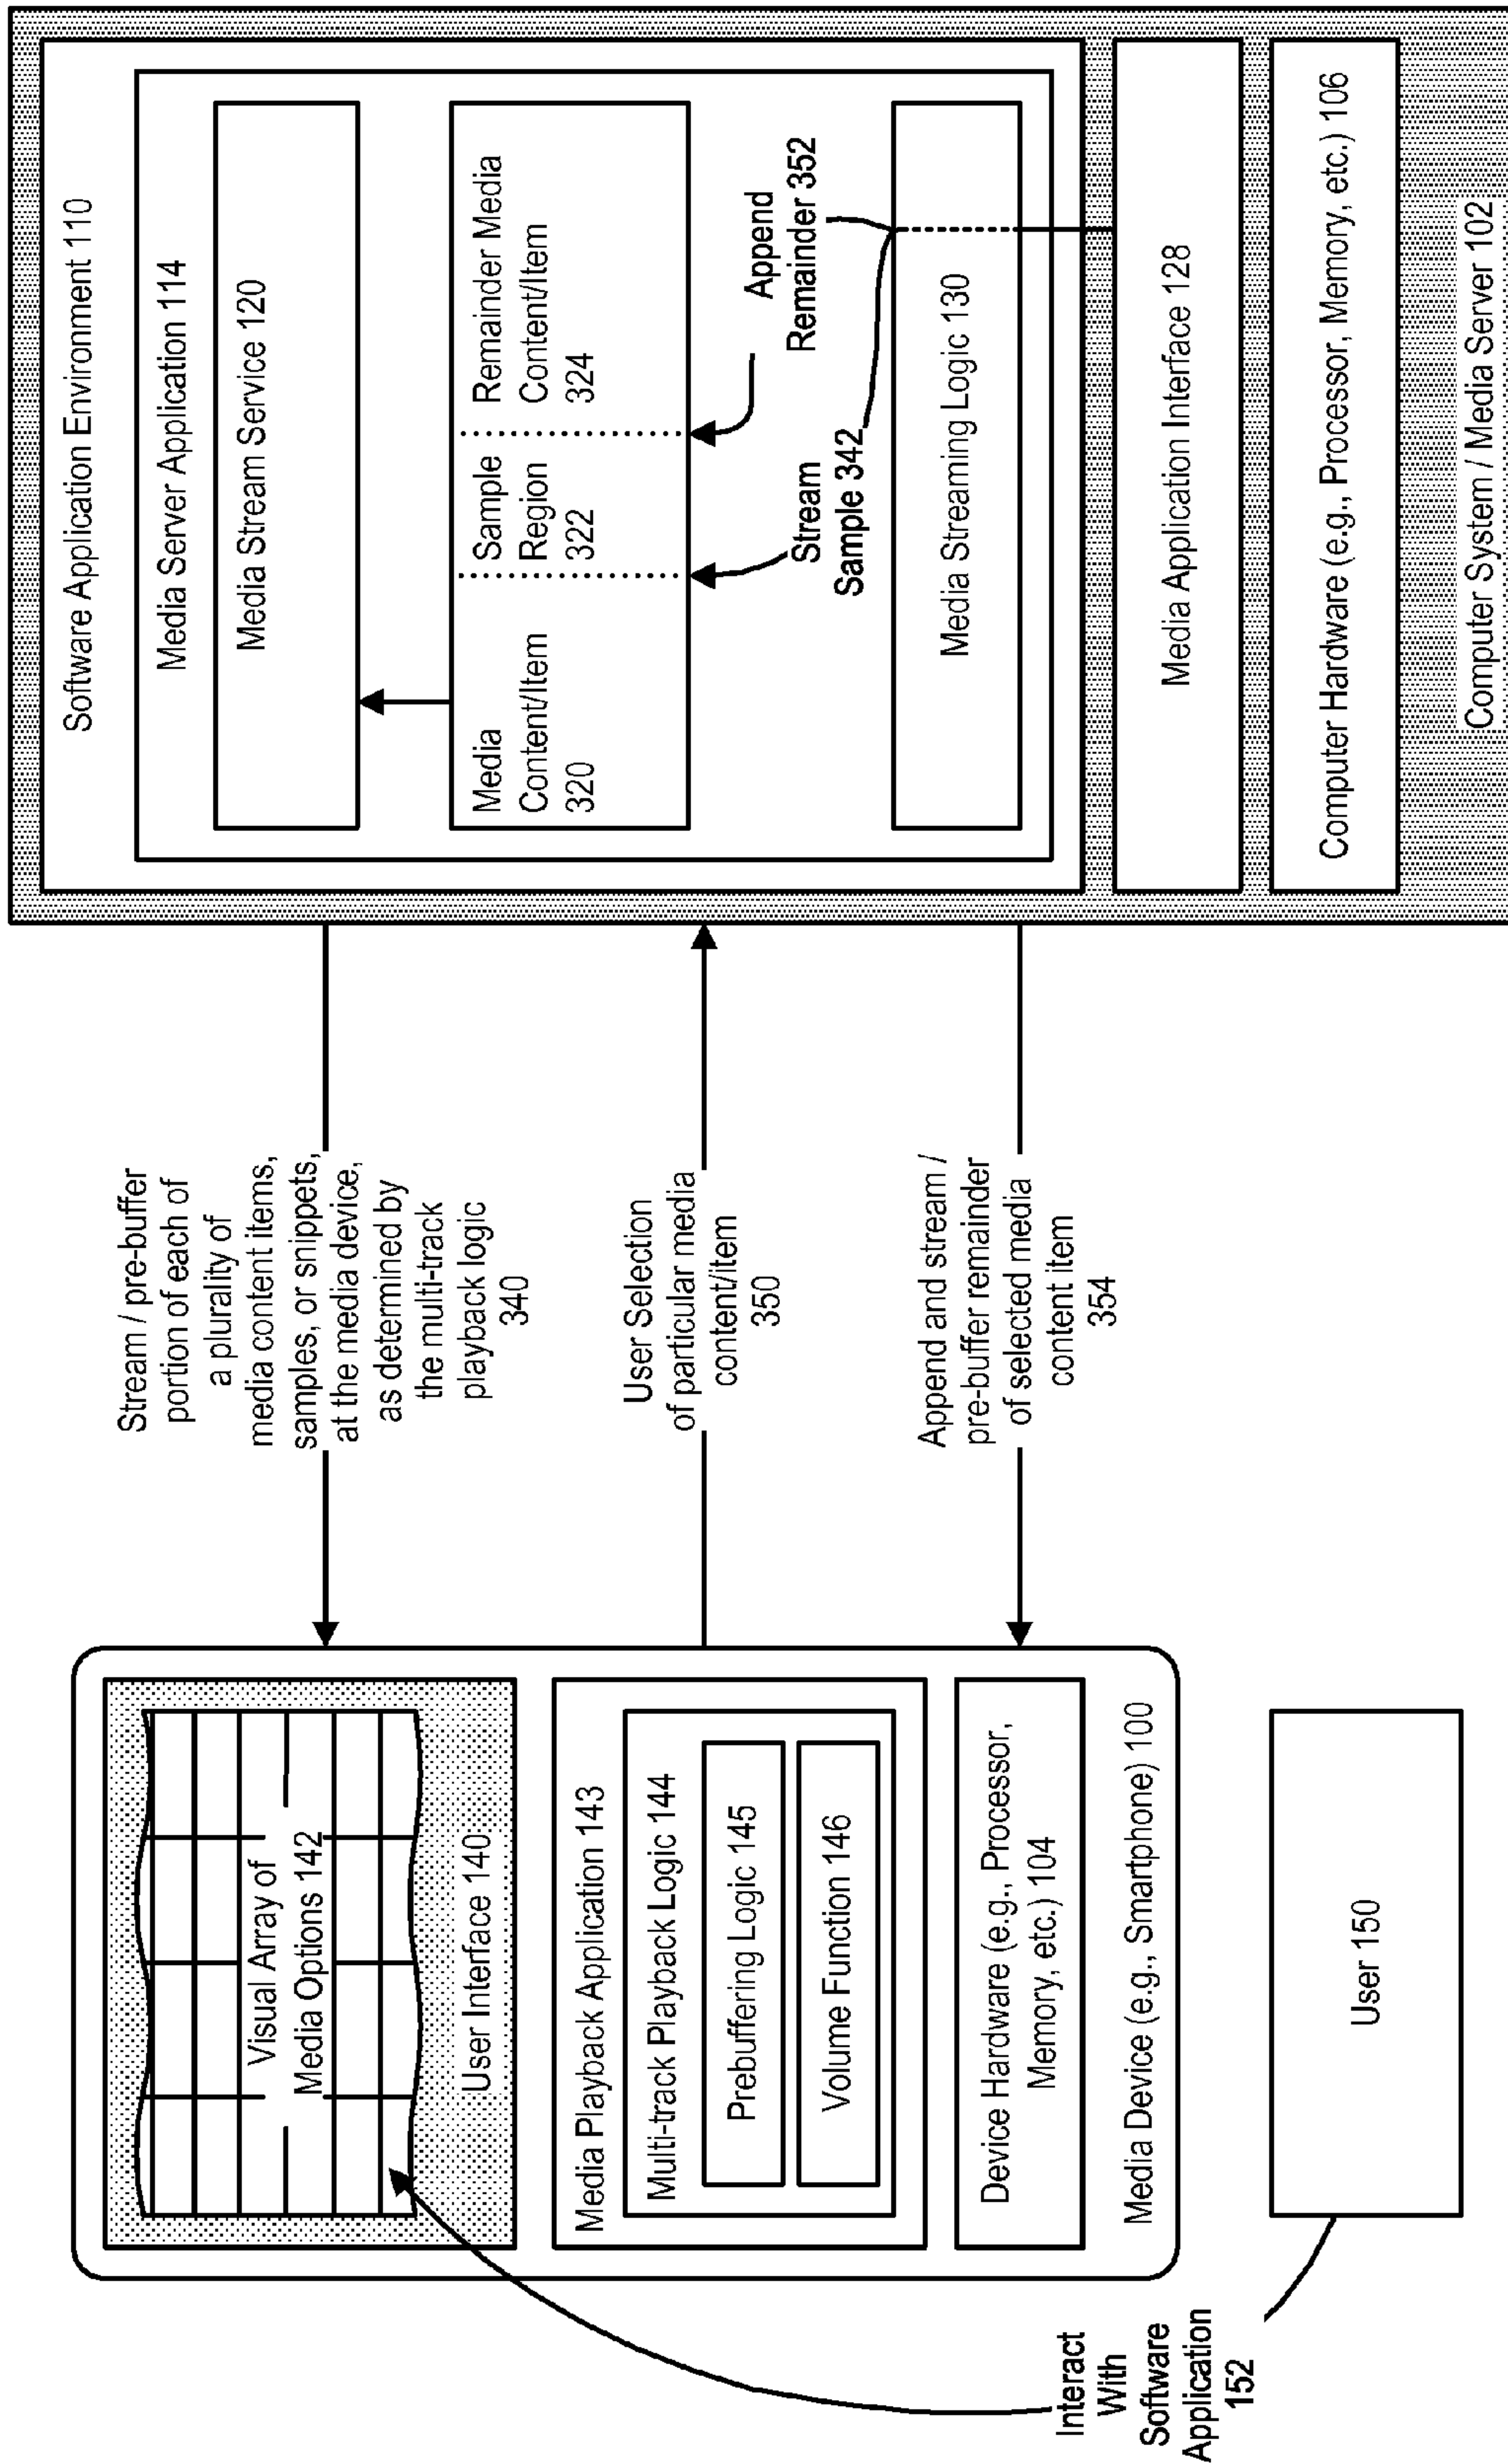 Visual Array of
Media Options 142
User Interface 140
Media Playback Application 143
Multi-track Playback Logic 144
Prebuffering Logic 145
Volume Function 146
Device Hardware (e.g., Processor,
Memory, etc.) 104
Media Device (e.g., Smartphone) 100
User 150
Interact
With
Software
Application
152
Stream / pre-buffer
portion of each of
a plurality of
media content items,
samples, or snippets,
at the media device,
as determined by
the multi-track
playback logic
340
User Selection
of particular media
content/item
350
Append and stream /
pre-buffer remainder
of selected media
content item
354
Software Application Environment 110
Media Server Application 114
Media Stream Service 120
Media
Content/Item
320
Sample
Region
322
Remainder Media
Content/Item
324
Stream
Sample 342
Append
Remainder 352
Media Streaming Logic 130
Media Application Interface 128
Computer Hardware (e.g., Processor, Memory, etc.) 106
Computer System / Media Server 102